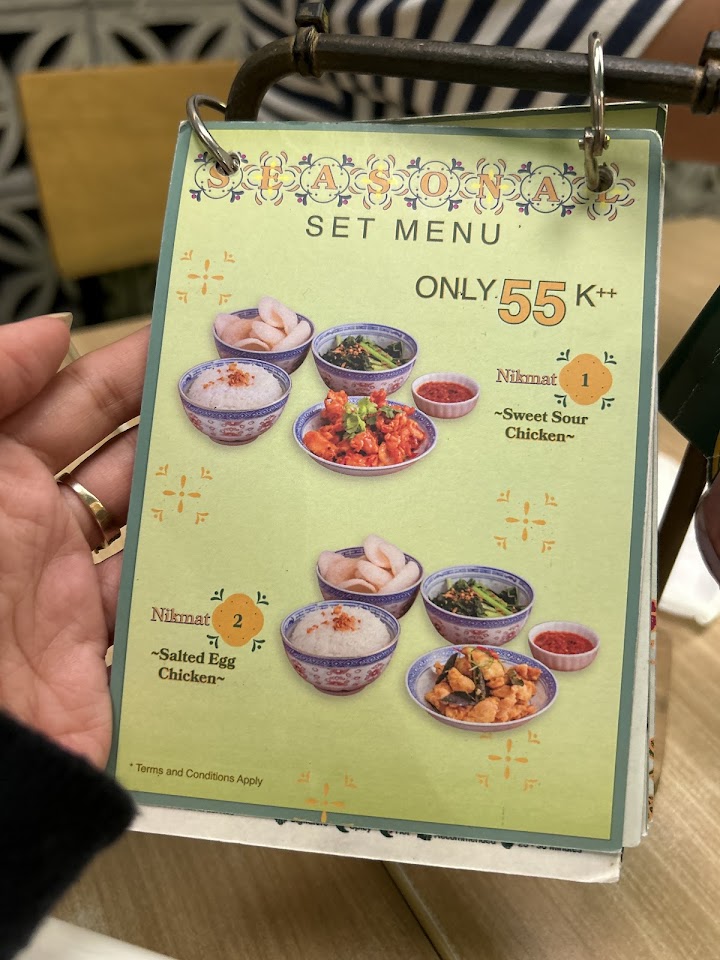 SEASONAL
SET MENU
ONLY 55 K++
Nikmat 1
~Sweet Sour
Chicken~
Nikmat 2
~Salted Egg
Chicken~
* Terms and Conditions Apply
Recommended